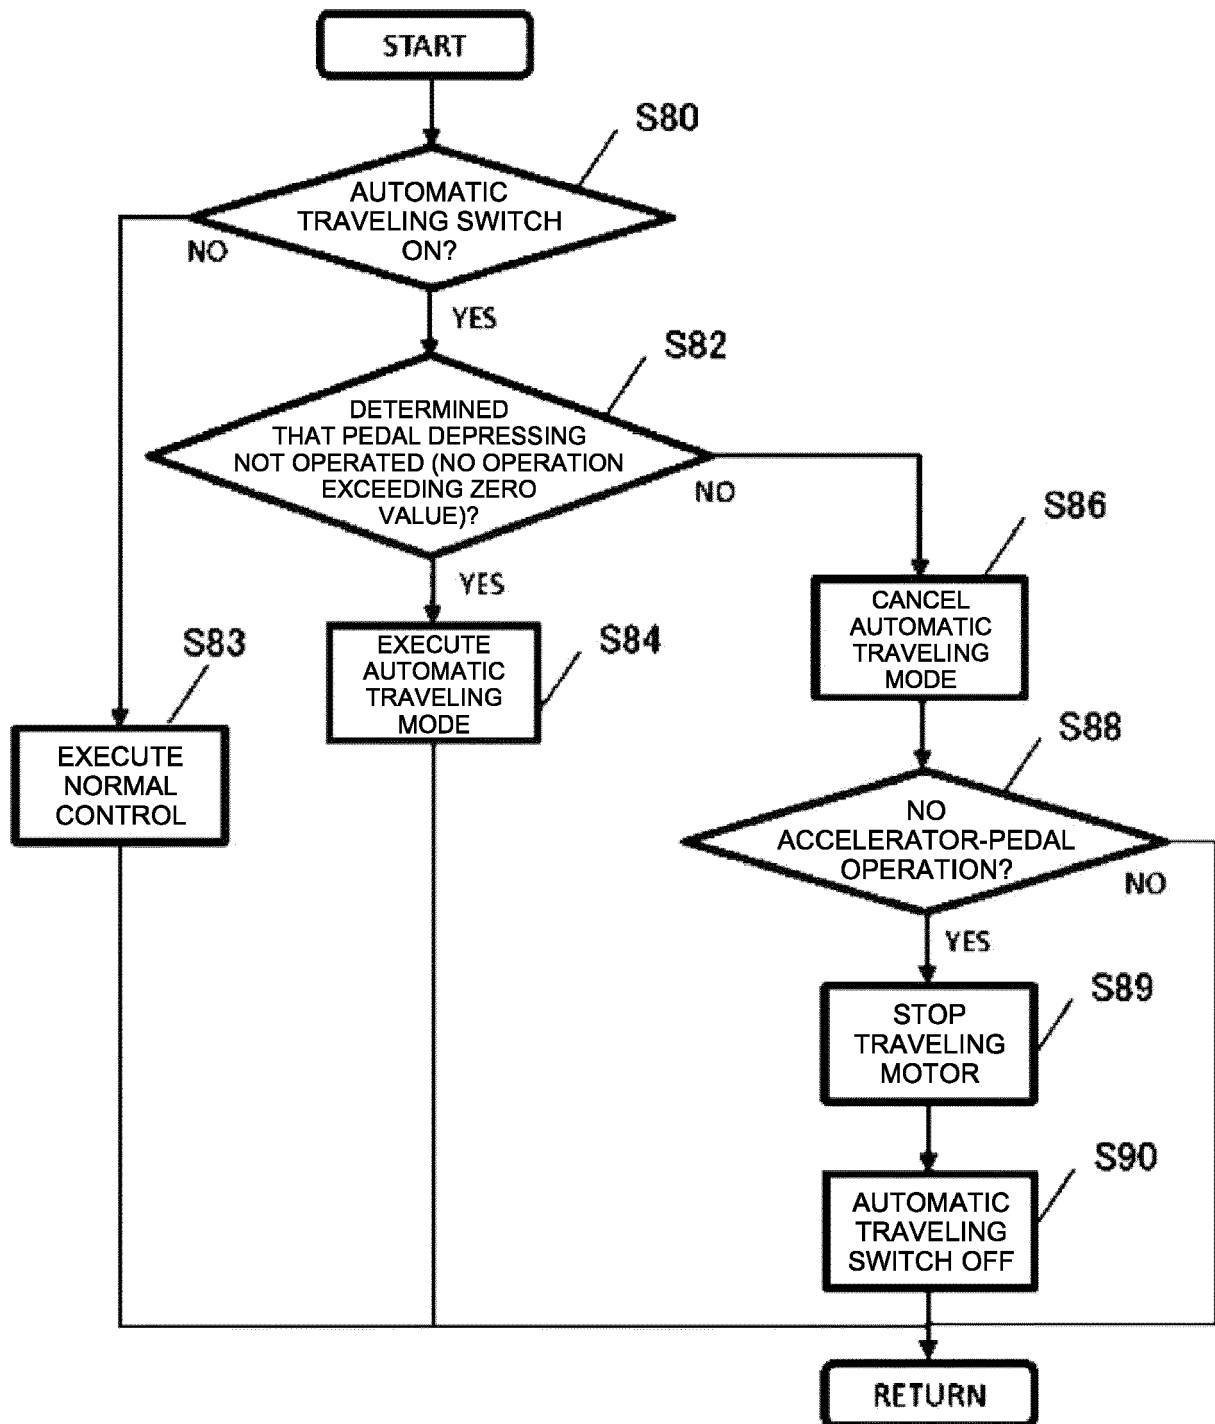 START
S80
AUTOMATIC
TRAVELING SWITCH
ON?
NO
YES
S82
DETERMINED
THAT PEDAL DEPRESSING
NOT OPERATED (NO OPERATION
EXCEEDING ZERO
VALUE)?
NO
YES
S86
CANCEL
AUTOMATIC
TRAVELING
MODE
S84
EXECUTE
AUTOMATIC
TRAVELING
MODE
S83
EXECUTE
NORMAL
CONTROL
S88
NO
ACCELERATOR-PEDAL
OPERATION?
NO
YES
S89
STOP
TRAVELING
MOTOR
S90
AUTOMATIC
TRAVELING
SWITCH OFF
RETURN